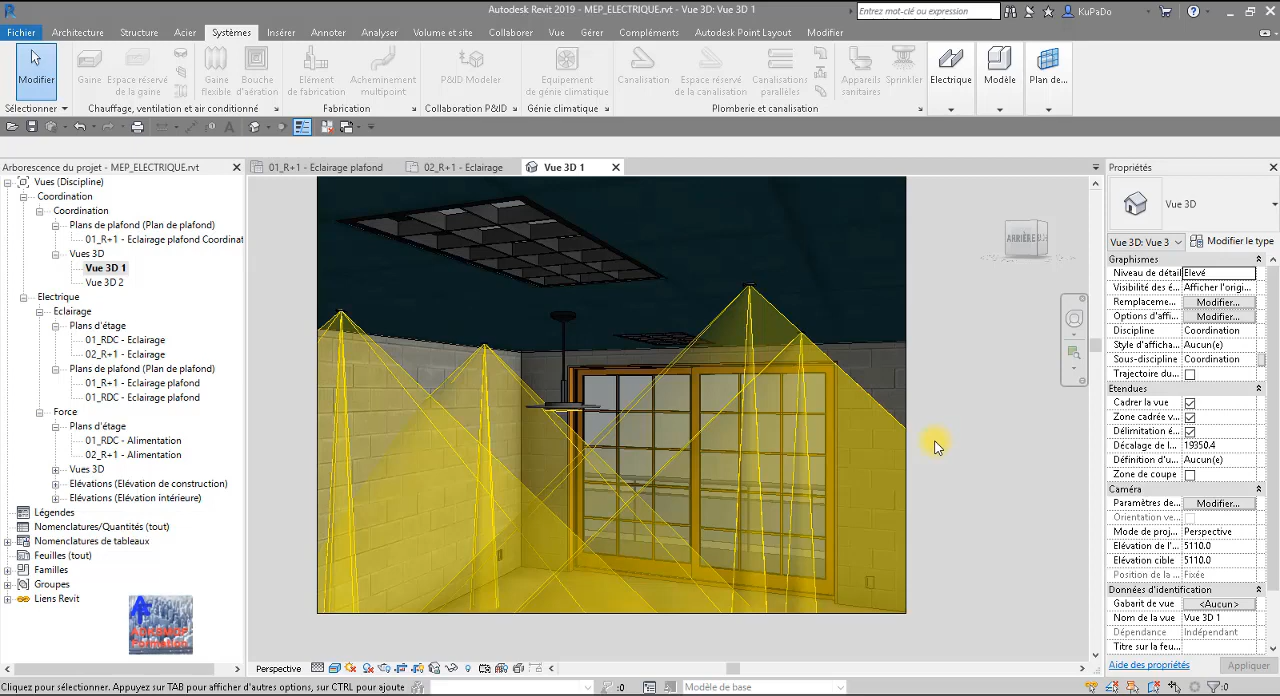 Autodesk Revit 2019 - MEP_ELECTRIQUE.rvt - Vue 3D: Vue 3D 1
Entrez mot-clé ou expression
KuPaDo
Fichier Architecture Structure Acier Systèmes Insérer Annoter Analyser Volume et site Collaborer Vue Gérer Compléments Autodesk Point Layout Modifier
Modifier
Gaine
Espace réservé de la gaine
Gaine flexible
Bouche d'aération
Elément de fabrication
Acheminement multipoint
P&ID Modeler
Equipement de génie climatique
Canalisation
Espace réservé de la canalisation
Canalisations parallèles
Appareils sanitaires
Sprinkler
Electrique
Modèle
Plan de...
Sélectionner
Chauffage, ventilation et air conditionné
Fabrication
Collaboration P&ID
Génie climatique
Plomberie et canalisation
Arborescence du projet - MEP_ELECTRIQUE.rvt
01_R+1 - Eclairage plafond
02_R+1 - Eclairage
Vue 3D 1
Vues (Discipline)
Coordination
Coordination
Plans de plafond (Plan de plafond)
01_R+1 - Eclairage plafond Coordinat
Vues 3D
Vue 3D 1
Vue 3D 2
Electrique
Eclairage
Plans d'étage
01_RDC - Eclairage
02_R+1 - Eclairage
Plans de plafond (Plan de plafond)
01_R+1 - Eclairage plafond
01_RDC - Eclairage plafond
Force
Plans d'étage
01_RDC - Alimentation
02_R+1 - Alimentation
Vues 3D
Elévations (Elévation de construction)
Elévations (Elévation intérieure)
Légendes
Nomenclatures/Quantités (tout)
Nomenclatures de tableaux
Feuilles (tout)
Familles
Groupes
Liens Revit
Formation
ARRIÈRE
Propriétés
Vue 3D
Vue 3D: Vue 3
Modifier le type
Graphismes
Niveau de détail Elevé
Visibilité des é... Afficher l'origi...
Remplaceme... Modifier...
Options d'affi... Modifier...
Discipline Coordination
Style d'afficha... Aucun(e)
Sous-discipline Coordination
Trajectoire du
Etendues
Cadrer la vue
Zone cadrée v...
Délimitation é...
Décalage de l... 19350.4
Définition d'u... Aucun(e)
Zone de coupe
Caméra
Paramètres de... Modifier...
Orientation ve...
Mode de proj... Perspective
Elévation de l'... 5110.0
Elévation cible 5110.0
Position de la ... Fixée
Données d'identification
Gabarit de vue <Aucun>
Nom de la vue Vue 3D 1
Dépendance Indépendant
Titre sur la feu...
Aide des propriétés
Appliquer
Perspective
Cliquez pour sélectionner. Appuyez sur TAB pour afficher d'autres options, sur CTRL pour ajoute
:0
Modèle de base
:0